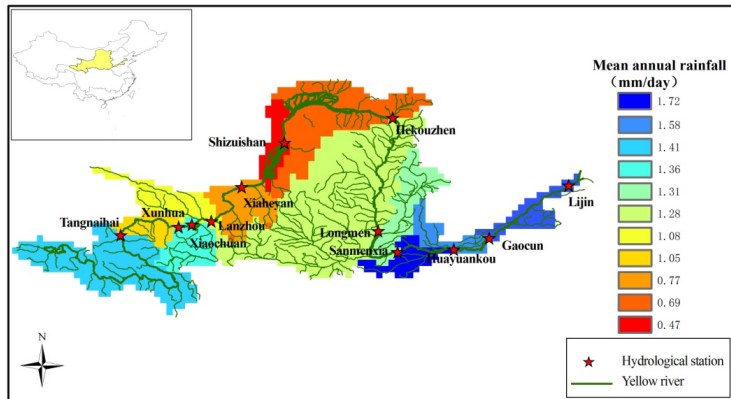 Mean annual rainfall
(mm/day)
1.72
1.58
1.41
1.36
1.31
1.28
1.08
1.05
0.77
0.69
0.47
Hekouzhen
Shizuishan
Xiaheyan
Lijin
Xunhua
Tangnaihai
Lanzhou
Longmen
Gaocun
Xiaochuan
Sanmenxia
Huayuankou
N
Hydrological station
Yellow river